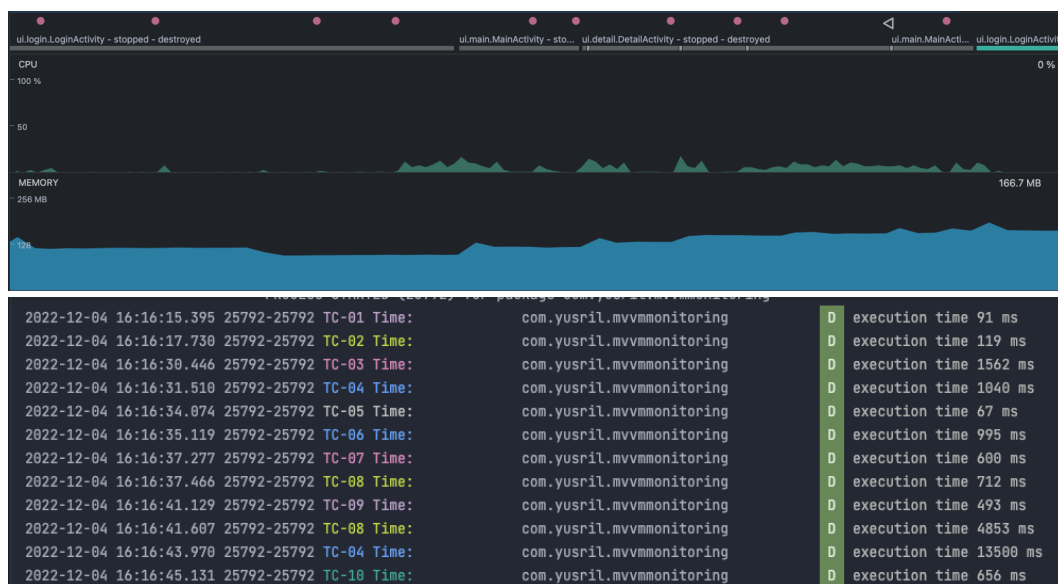 ui.login.LoginActivity - stopped - destroyed
ui.main.MainActivity - sto...
ui.detail.DetailActivity - stopped - destroyed
ui.main.MainActi...
ui.login.LoginActivit
CPU
0 %
100 %
50
MEMORY
166.7 MB
256 MB
128
PROCESS STARTED (25792) for package com.yusril.mvvmmonitoring
2022-12-04 16:16:15.395 25792-25792 TC-01 Time: com.yusril.mvvmmonitoring D execution time 91 ms
2022-12-04 16:16:17.730 25792-25792 TC-02 Time: com.yusril.mvvmmonitoring D execution time 119 ms
2022-12-04 16:16:30.446 25792-25792 TC-03 Time: com.yusril.mvvmmonitoring D execution time 1562 ms
2022-12-04 16:16:31.510 25792-25792 TC-04 Time: com.yusril.mvvmmonitoring D execution time 1040 ms
2022-12-04 16:16:34.074 25792-25792 TC-05 Time: com.yusril.mvvmmonitoring D execution time 67 ms
2022-12-04 16:16:35.119 25792-25792 TC-06 Time: com.yusril.mvvmmonitoring D execution time 995 ms
2022-12-04 16:16:37.277 25792-25792 TC-07 Time: com.yusril.mvvmmonitoring D execution time 600 ms
2022-12-04 16:16:37.466 25792-25792 TC-08 Time: com.yusril.mvvmmonitoring D execution time 712 ms
2022-12-04 16:16:41.129 25792-25792 TC-09 Time: com.yusril.mvvmmonitoring D execution time 493 ms
2022-12-04 16:16:41.607 25792-25792 TC-08 Time: com.yusril.mvvmmonitoring D execution time 4853 ms
2022-12-04 16:16:43.970 25792-25792 TC-04 Time: com.yusril.mvvmmonitoring D execution time 13500 ms
2022-12-04 16:16:45.131 25792-25792 TC-10 Time: com.yusril.mvvmmonitoring D execution time 656 ms